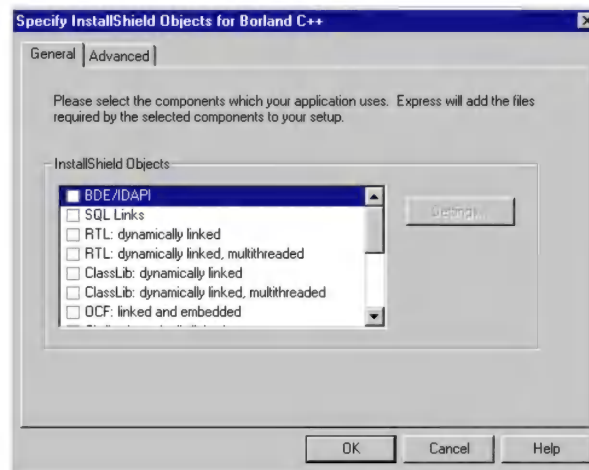 Specify InstallShield Objects for Borland C++
General
Advanced
Please select the components which your application uses. Express will add the files
required by the selected components to your setup.
InstallShield Objects
BDE/IDAPI
SQL Links
RTL: dynamically linked
RTL: dynamically linked, multithreaded
ClassLib: dynamically linked
ClassLib: dynamically linked, multithreaded
OCF: linked and embedded
Settings...
OK
Cancel
Help